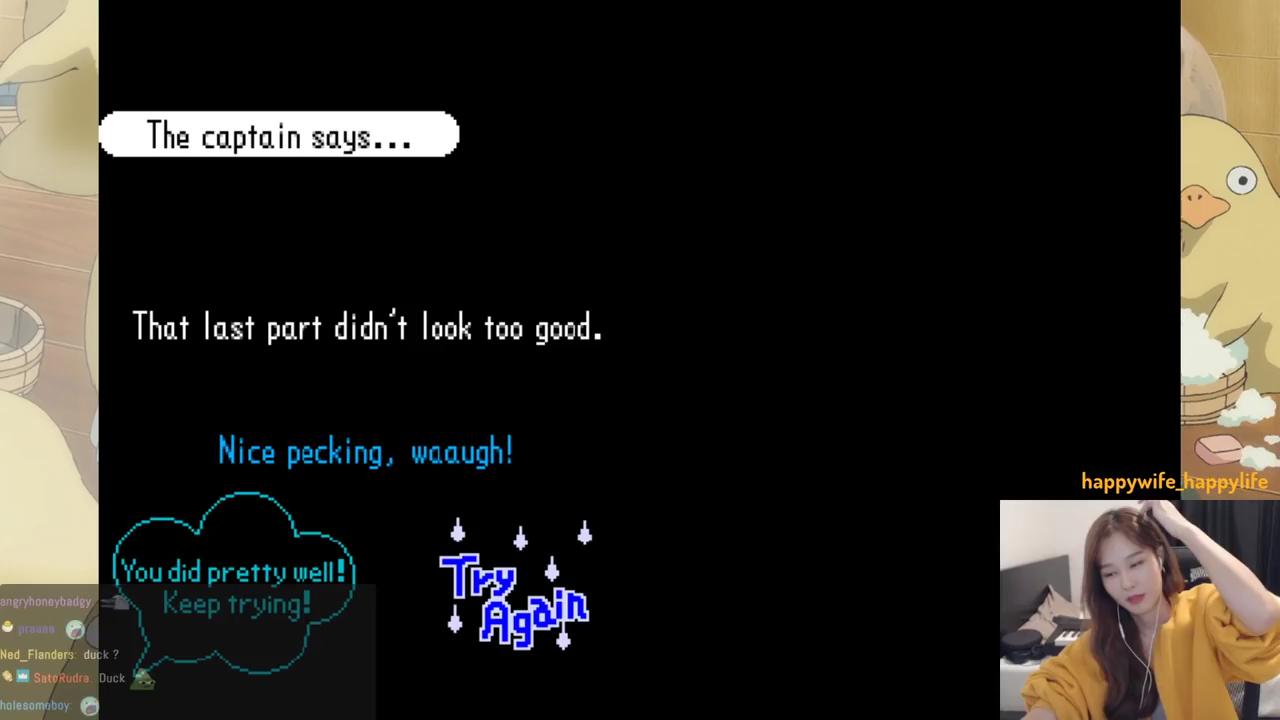 The captain says...
That last part didn't look too good.
Nice pecking, waaugh!
You did pretty well!
Keep trying!
Try
Again
happywife_happylife
angryhoneybadgy:
Ned_Flanders: duck ?
SatoRudra: Duck
holesomeboy: